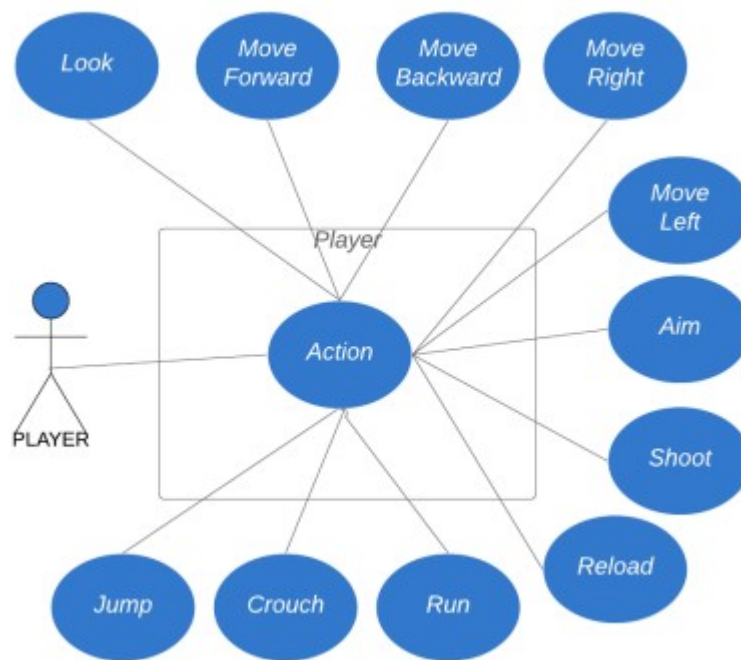 Look
Move
Forward
Move
Backward
Move
Right
Move
Left
Player
Action
Aim
PLAYER
Shoot
Reload
Jump
Crouch
Run